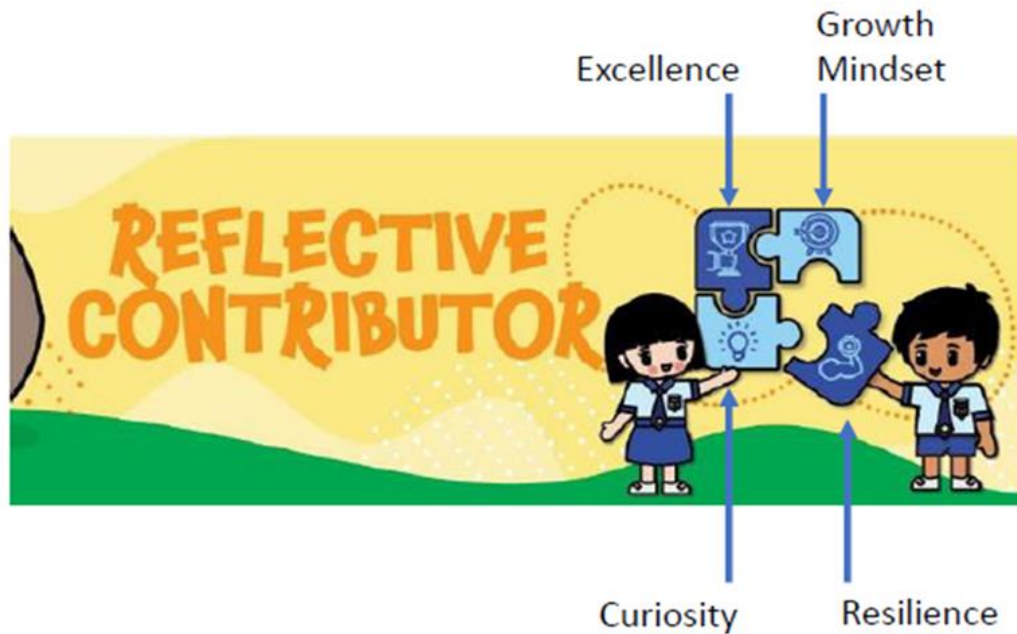 Growth
Mindset
Excellence
REFLECTIVE
CONTRIBUTOR
Curiosity
Resilience